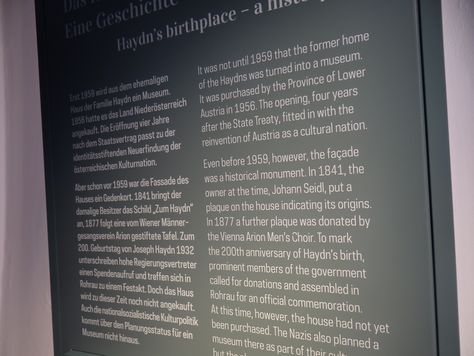 Eine Geschichte
Haydn's birthplace – a
Erst 1959 wird aus dem ehemaligen
Haus der Familie Haydn ein Museum.
1956 hatte es das Land Niederösterreich
angekauft. Die Eröffnung vier Jahre
nach dem Staatsvertrag passt zu der
identitätsstiftenden Neuerfindung der
österreichischen Kulturnation.
Aber schon vor 1959 war die Fassade des
Hauses ein Gedenkort. 1841 bringt der
damalige Besitzer das Schild „Zum Haydn“
an, 1877 folgt eine vom Wiener Männer-
gesangsverein Arion gestiftete Tafel. Zum
200. Geburtstag von Joseph Haydn 1932
unterschreiben hohe Regierungsvertreter
einen Spendenaufruf und treffen sich in
Rohrau zu einem Festakt. Doch das Haus
wird zu dieser Zeit noch nicht angekauft.
Auch die nationalsozialistische Kulturpolitik
kommt über den Planungsstatus für ein
Museum nicht hinaus.
It was not until 1959 that the former home
of the Haydns was turned into a museum.
It was purchased by the Province of Lower
Austria in 1956. The opening, four years
after the State Treaty, fitted in with the
reinvention of Austria as a cultural nation.
Even before 1959, however, the façade
was a historical monument. In 1841, the
owner at the time, Johann Seidl, put a
plaque on the house indicating its origins.
In 1877 a further plaque was donated by
the Vienna Arion Men's Choir. To mark
the 200th anniversary of Haydn's birth,
prominent members of the government
called for donations and assembled in
Rohrau for an official commemoration.
At this time, however, the house had not yet
been purchased. The Nazis also planned a
museum there as part of their